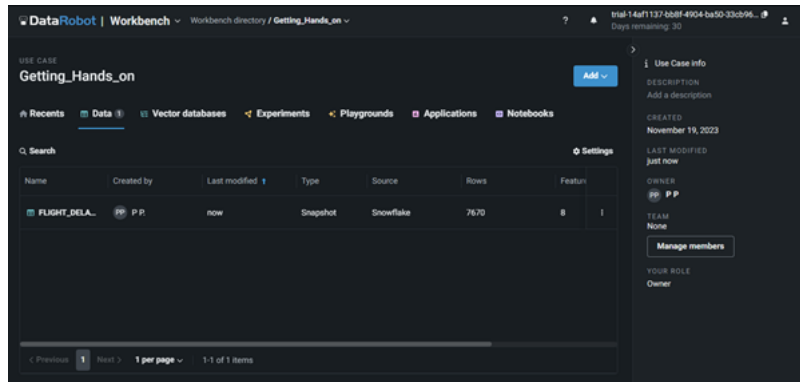 DataRobot | Workbench Workbench directory / Getting_Hands_on ? trial-14af1137-bb8f-4904-ba50-33cb96...
Days remaining: 30
USE CASE
Getting_Hands_on
Add
Recents Data 1 Vector databases Experiments Playgrounds Applications Notebooks
Search Settings
Name Created by Last modified ↑ Type Source Rows Feature
FLIGHT_DELA... PP P P. now Snapshot Snowflake 7670 8
< Previous 1 Next > 1 per page 1-1 of 1 items
i Use Case info
DESCRIPTION
Add a description
CREATED
November 19, 2023
LAST MODIFIED
just now
OWNER
PP P P
TEAM
None
Manage members
YOUR ROLE
Owner